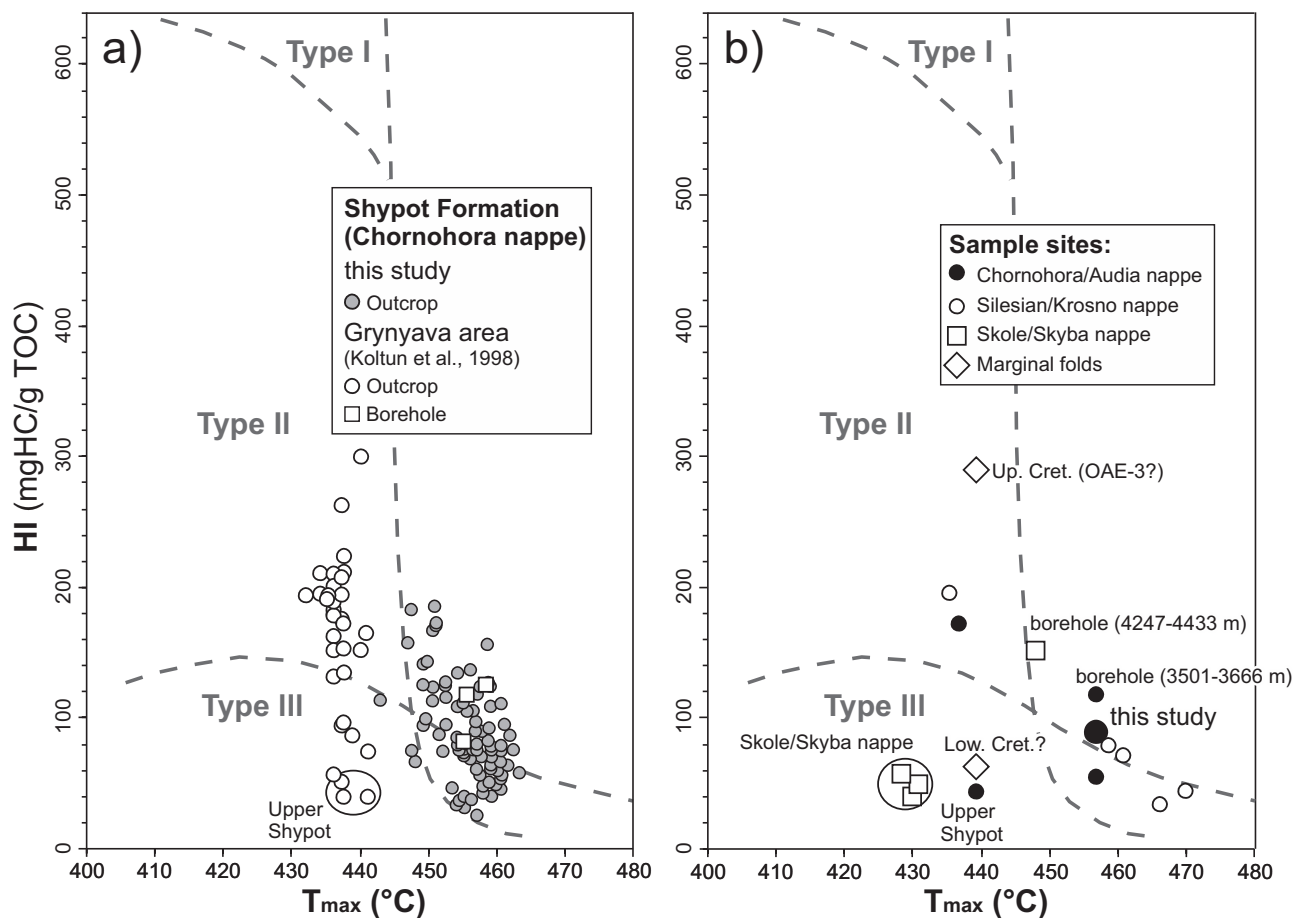 a)
Type I
Shypot Formation
(Chornohora nappe)
this study
Outcrop
Grynyava area
(Koltun et al., 1998)
Outcrop
Borehole
Type II
Type III
Upper
Shypot
HI (mgHC/g TOC)
600
500
400
300
200
100
0
400 410 420 430 440 450 460 470 480
Tmax (°C)
b)
Type I
Sample sites:
Chornohora/Audia nappe
Silesian/Krosno nappe
Skole/Skyba nappe
Marginal folds
Type II
Up. Cret. (OAE-3?)
borehole (4247-4433 m)
borehole (3501-3666 m)
Type III
this study
Skole/Skyba nappe
Low. Cret.?
Upper
Shypot
600
500
400
300
200
100
0
400 410 420 430 440 450 460 470 480
Tmax (°C)